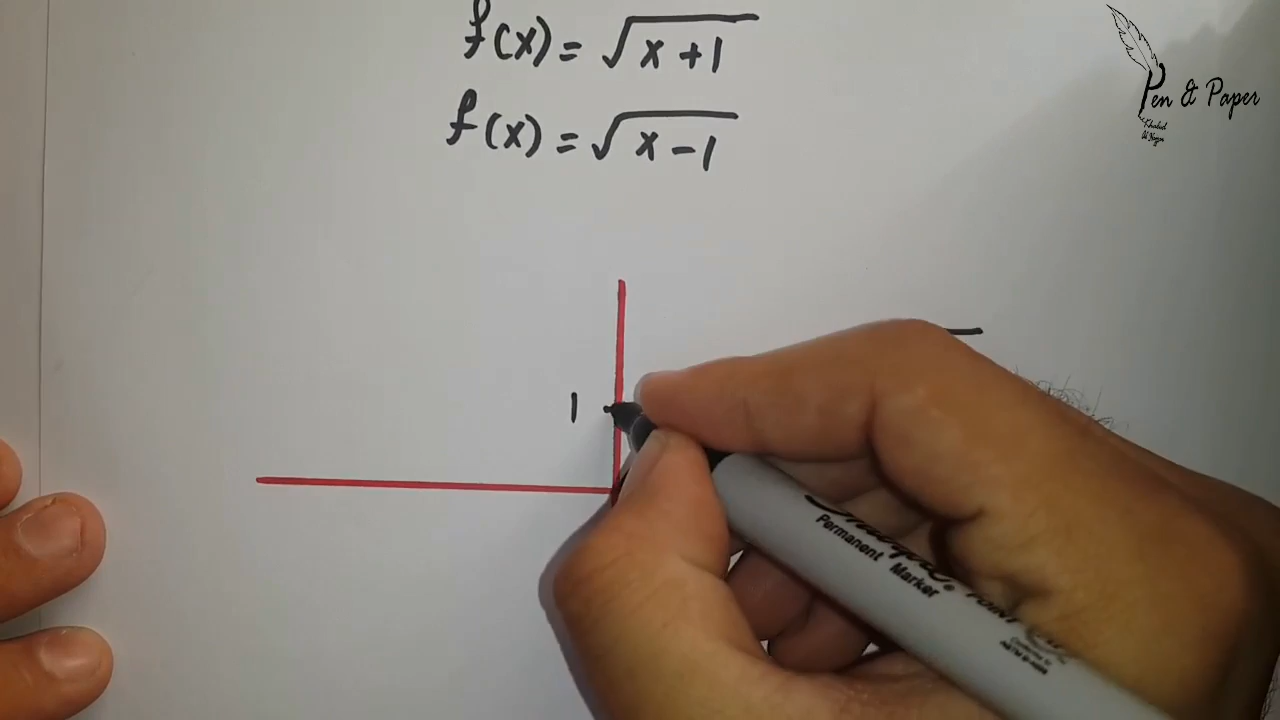 f(x) = √x+1
f(x) = √x-1
Pen & Paper
1
Permanent Marker